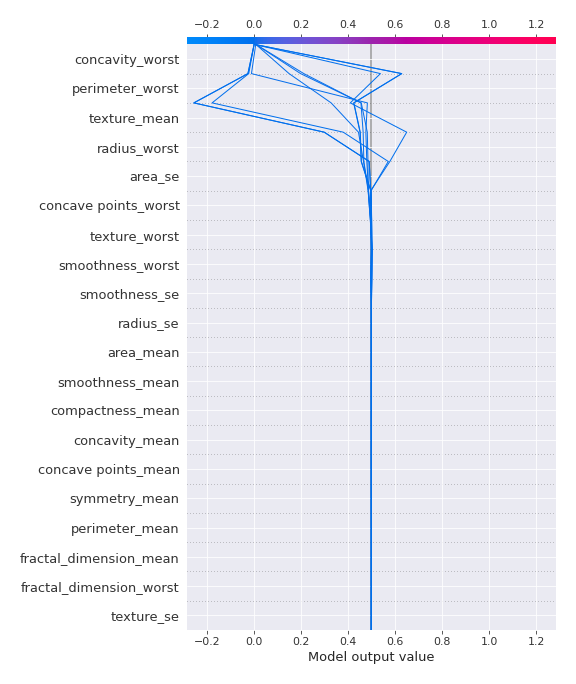 −0.2 0.0 0.2 0.4 0.6 0.8 1.0 1.2
concavity_worst
perimeter_worst
texture_mean
radius_worst
area_se
concave points_worst
texture_worst
smoothness_worst
smoothness_se
radius_se
area_mean
smoothness_mean
compactness_mean
concavity_mean
concave points_mean
symmetry_mean
perimeter_mean
fractal_dimension_mean
fractal_dimension_worst
texture_se
−0.2 0.0 0.2 0.4 0.6 0.8 1.0 1.2
Model output value